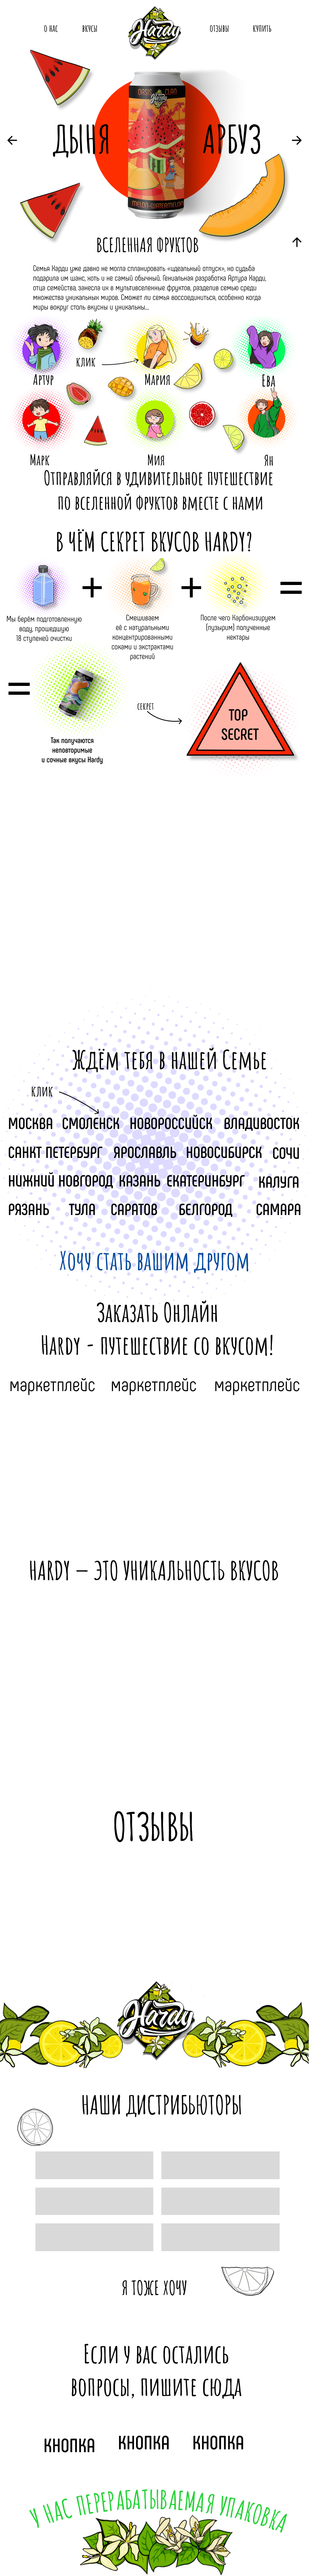 О НАС ВКУСЫ Hardy ОТЗЫВЫ КУПИТЬ
ДЫНЯ АРБУЗ
Hardy
MELON-WATERMELON
ВСЕЛЕННАЯ ФРУКТОВ
Семья Харди уже давно не могла спланировать «идеальный отпуск», но судьба
подарила им шанс, хоть и не самый обычный. Гениальная разработка Артура Харди,
отца семейства, занесла их в мультивселенные фруктов, разделив семью среди
множества уникальных миров. Сможет ли семья воссоединиться, особенно когда
миры вокруг столь вкусны и уникальны...
КЛИК
Артур Мария Ева
Марк Мия Ян
Отправляйся в удивительное путешествие
по вселенной фруктов вместе с нами
В ЧЁМ СЕКРЕТ ВКУСОВ HARDY?
+ + =
Мы берём подготовленную
воду, прошедшую
18 ступеней очистки
Смешиваем
её с натуральными
концентрированными
соками и экстрактами
растений
После чего Карбонизируем
(пузырим) полученные
нектары
=
Так получаются
неповторимые
и сочные вкусы Hardy
СЕКРЕТ
TOP
SECRET
Ждём тебя в нашей Семье
КЛИК
МОСКВА СМОЛЕНСК НОВОРОССИЙСК ВЛАДИВОСТОК
САНКТ ПЕТЕРБУРГ ЯРОСЛАВЛЬ НОВОСИБИРСК СОЧИ
НИЖНИЙ НОВГОРОД КАЗАНЬ ЕКАТЕРИНБУРГ КАЛУГА
РЯЗАНЬ ТУЛА САРАТОВ БЕЛГОРОД САМАРА
Хочу стать вашим другом
Заказать Онлайн
Hardy - путешествие со вкусом!
маркетплейс маркетплейс маркетплейс
HARDY – ЭТО УНИКАЛЬНОСТЬ ВКУСОВ
ОТЗЫВЫ
Hardy
НАШИ ДИСТРИБЬЮТОРЫ
Я ТОЖЕ ХОЧУ
Если у вас остались
вопросы, пишите сюда
КНОПКА КНОПКА КНОПКА
У НАС ПЕРЕРАБАТЫВАЕМАЯ УПАКОВКА